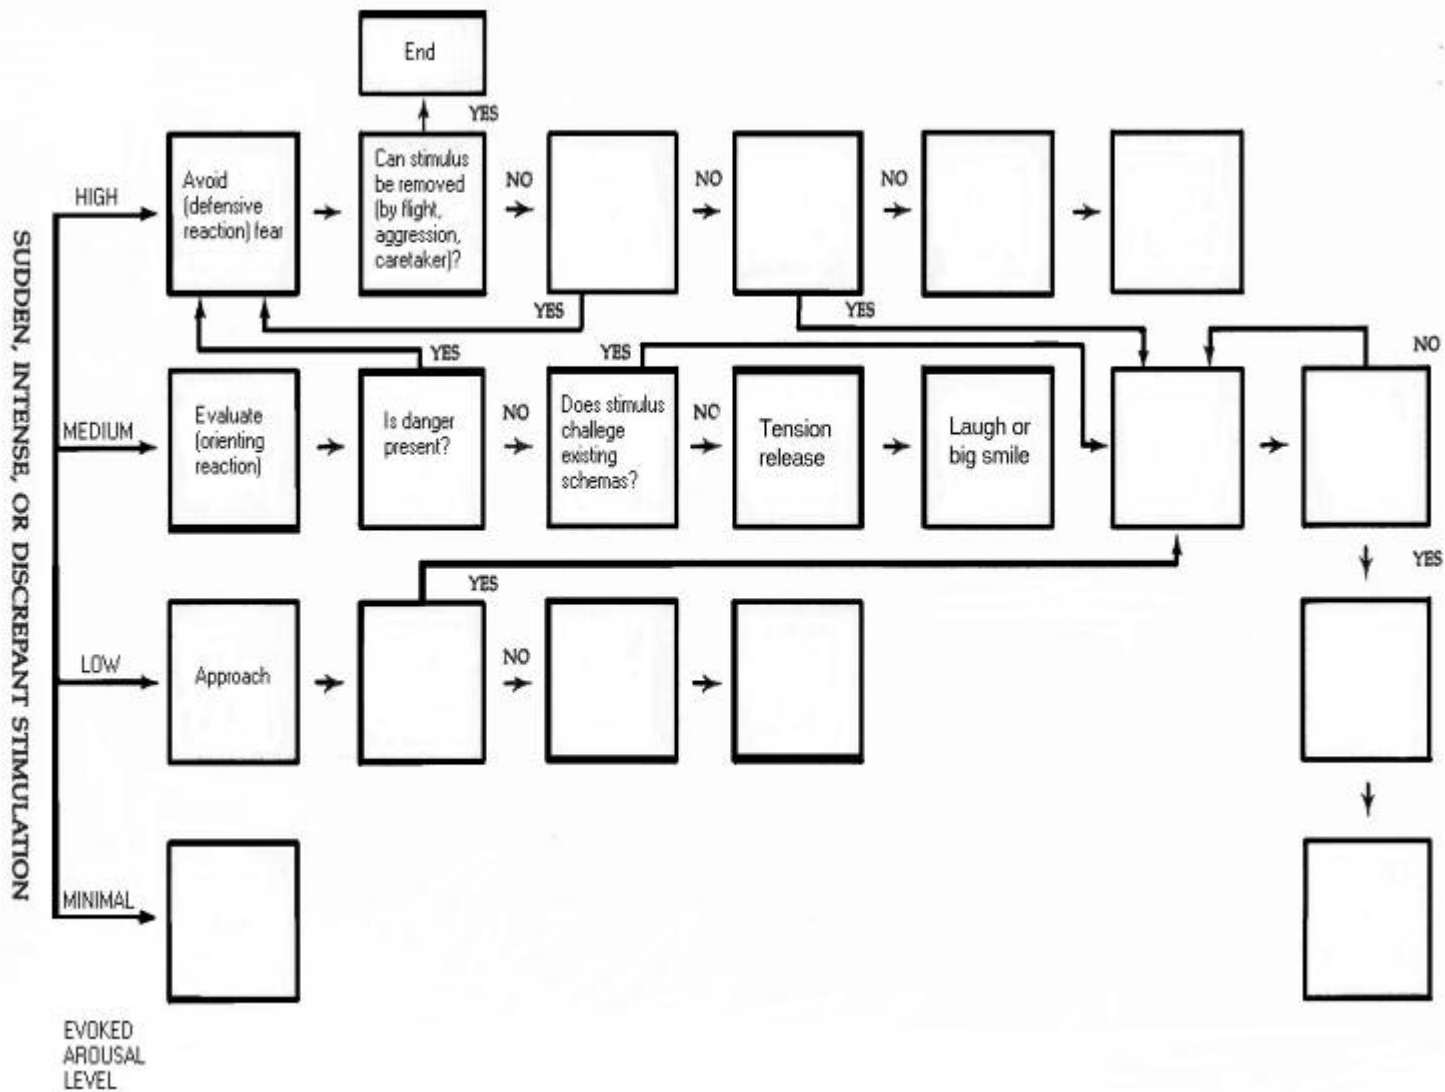 End
YES
HIGH
Avoid
(defensive
reaction) fear
Can stimulus
be removed
(by flight,
aggression,
caretaker)?
NO
NO
NO
YES
YES
YES
YES
NO
MEDIUM
Evaluate
(orienting
reaction)
Is danger
present?
NO
Does stimulus
challege
existing
schemas?
NO
Tension
release
Laugh or
big smile
YES
YES
LOW
Approach
NO
MINIMAL
SUDDEN, INTENSE, OR DISCREPANT STIMULATION
EVOKED
AROUSAL
LEVEL